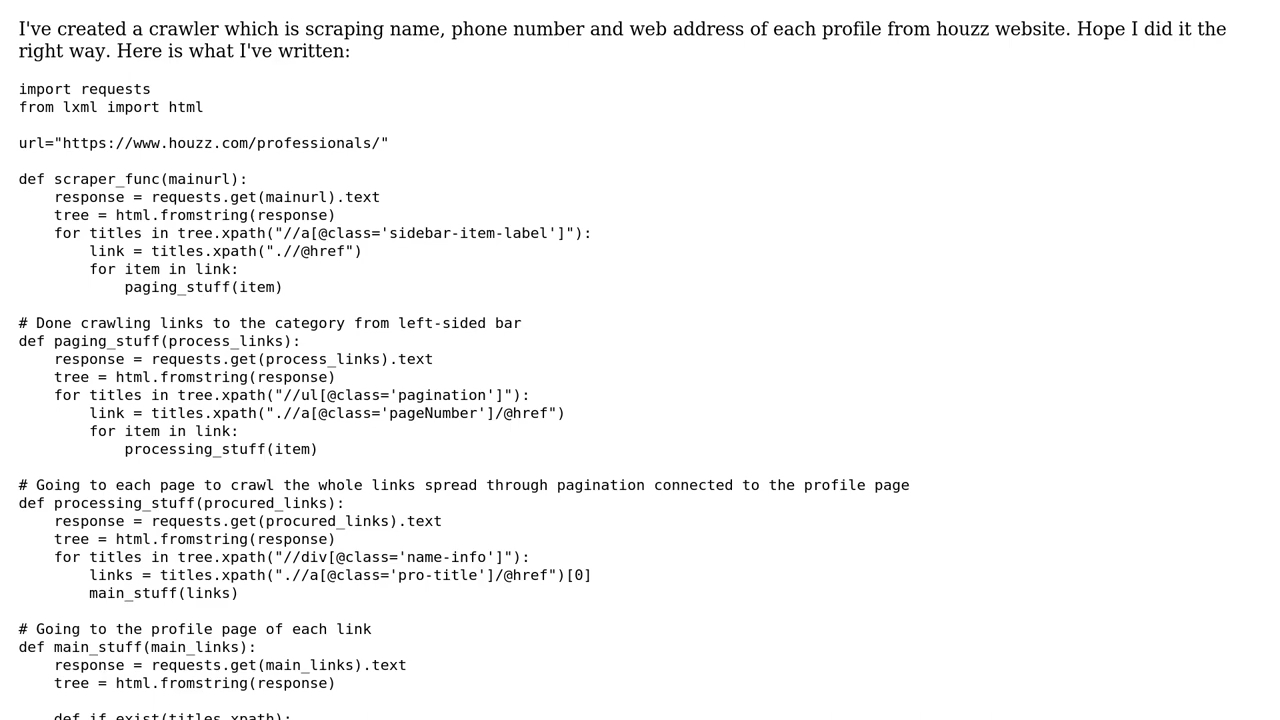 I've created a crawler which is scraping name, phone number and web address of each profile from houzz website. Hope I did it the
right way. Here is what I've written:
import requests
from lxml import html
url="https://www.houzz.com/professionals/"
def scraper_func(mainurl):
    response = requests.get(mainurl).text
    tree = html.fromstring(response)
    for titles in tree.xpath("//a[@class='sidebar-item-label']"):
        link = titles.xpath(".//@href")
        for item in link:
            paging_stuff(item)
# Done crawling links to the category from left-sided bar
def paging_stuff(process_links):
    response = requests.get(process_links).text
    tree = html.fromstring(response)
    for titles in tree.xpath("//ul[@class='pagination']"):
        link = titles.xpath(".//a[@class='pageNumber']/@href")
        for item in link:
            processing_stuff(item)
# Going to each page to crawl the whole links spread through pagination connected to the profile page
def processing_stuff(procured_links):
    response = requests.get(procured_links).text
    tree = html.fromstring(response)
    for titles in tree.xpath("//div[@class='name-info']"):
        links = titles.xpath(".//a[@class='pro-title']/@href")[0]
        main_stuff(links)
# Going to the profile page of each link
def main_stuff(main_links):
    response = requests.get(main_links).text
    tree = html.fromstring(response)
    def if_exist(titles,xpath):